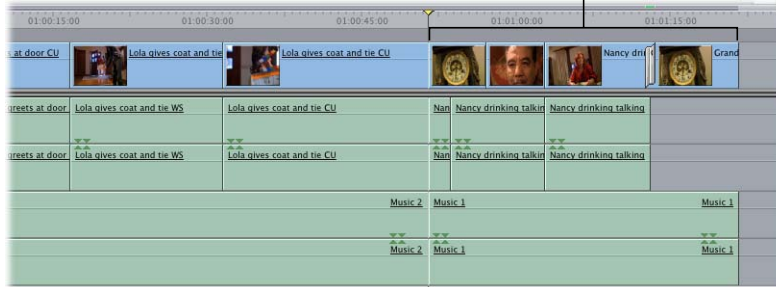 01:00:15:00 01:00:30:00 01:00:45:00 01:01:00:00 01:01:15:00
s at door CU Lola gives coat and tie Lola gives coat and tie CU Nancy dri Grand
greets at door Lola gives coat and tie WS Lola gives coat and tie CU Nan Nancy drinking talkin Nancy drinking talking
greets at door Lola gives coat and tie WS Lola gives coat and tie CU Nan Nancy drinking talkin Nancy drinking talking
Music 2 Music 1 Music 1
Music 2 Music 1 Music 1